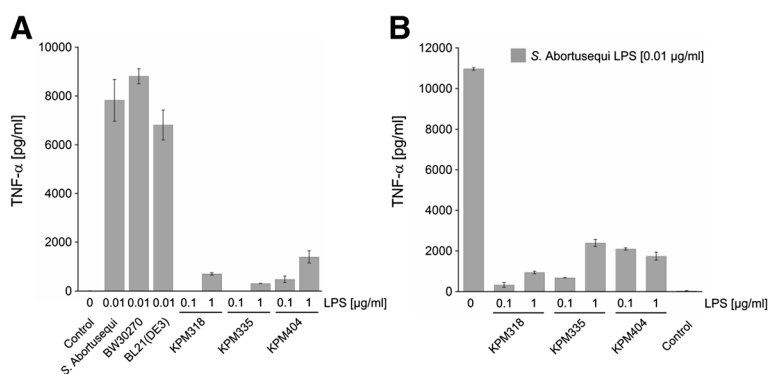 A
TNF-α [pg/ml]
10000
8000
6000
4000
2000
0
0 0.01 0.01 0.01 0.1 1 0.1 1 0.1 1 LPS [µg/ml]
Control
S. Abortusequi
BW30270
BL21(DE3)
KPM318
KPM335
KPM404
B
S. Abortusequi LPS [0.01 µg/ml]
TNF-α [pg/ml]
12000
10000
8000
6000
4000
2000
0
0 0.1 1 0.1 1 0.1 1 LPS [µg/ml]
KPM318
KPM335
KPM404
Control